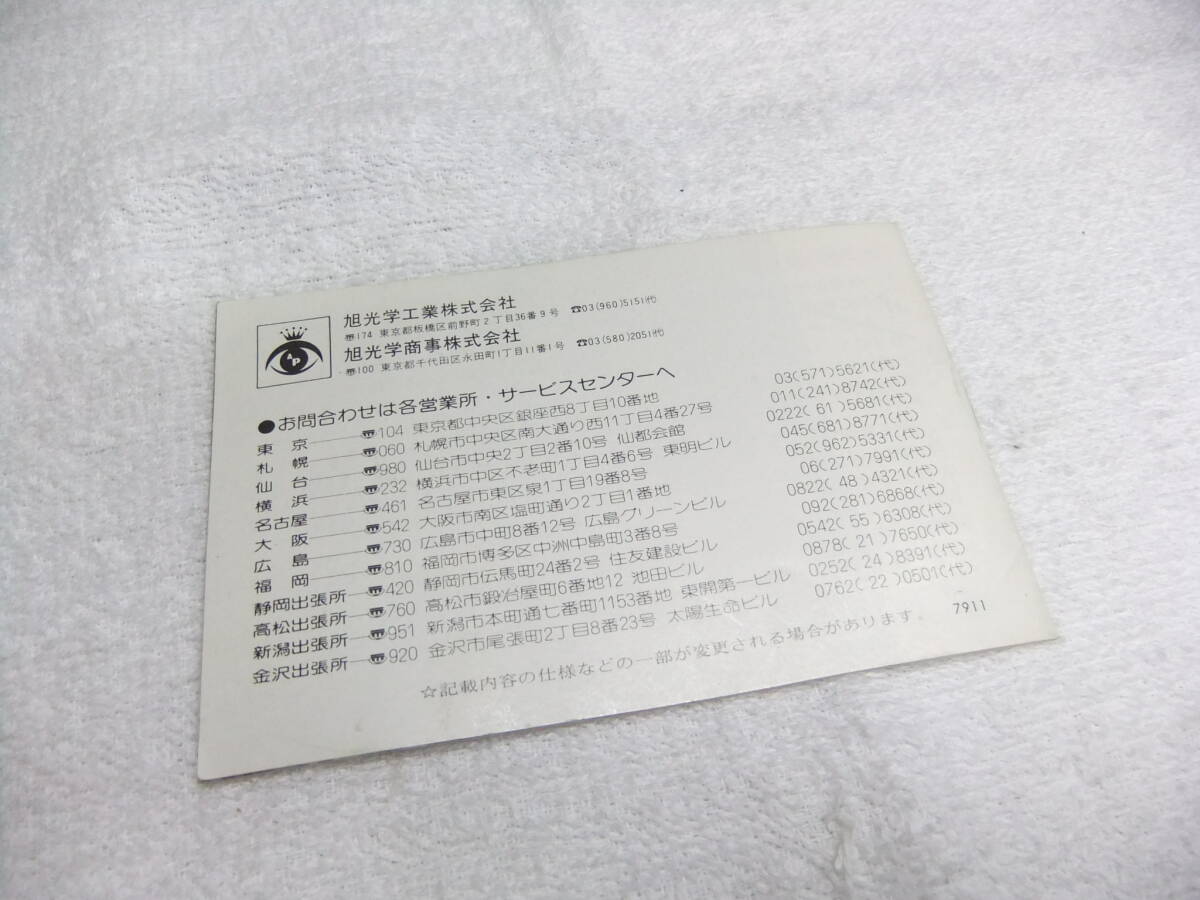 AP
旭光学工業株式会社
〠174 東京都板橋区前野町2丁目36番9号 ☎03(960)5151代
旭光学商事株式会社
〠100 東京都千代田区永田町1丁目11番1号 ☎03(580)2051代
●お問合わせは各営業所・サービスセンターへ
東京――〠104 東京都中央区銀座西8丁目10番地 03(571)5621(代)
札幌――〠060 札幌市中央区南大通り西11丁目4番27号 011(241)8742(代)
仙台――〠980 仙台市中央2丁目2番10号 仙都会館 0222(61)5681(代)
横浜――〠232 横浜市中区不老町1丁目4番6号 東明ビル 045(681)8771(代)
名古屋――〠461 名古屋市東区泉1丁目19番8号 052(962)5331(代)
大阪――〠542 大阪市南区塩町通り2丁目1番地 06(271)7991(代)
広島――〠730 広島市中町8番12号 広島グリーンビル 0822(48)4321(代)
福岡――〠810 福岡市博多区中洲中島町3番8号 092(281)6868(代)
静岡出張所―〠420 静岡市伝馬町24番2号 住友建設ビル 0542(55)6308(代)
高松出張所―〠760 高松市鍛冶屋町6番地12 池田ビル 0878(21)7650(代)
新潟出張所―〠951 新潟市本町通七番町1153番地 東開第一ビル 0252(24)8391(代)
金沢出張所―〠920 金沢市尾張町2丁目8番23号 太陽生命ビル 0762(22)0501(代)
☆記載内容の仕様などの一部が変更される場合があります。 7911